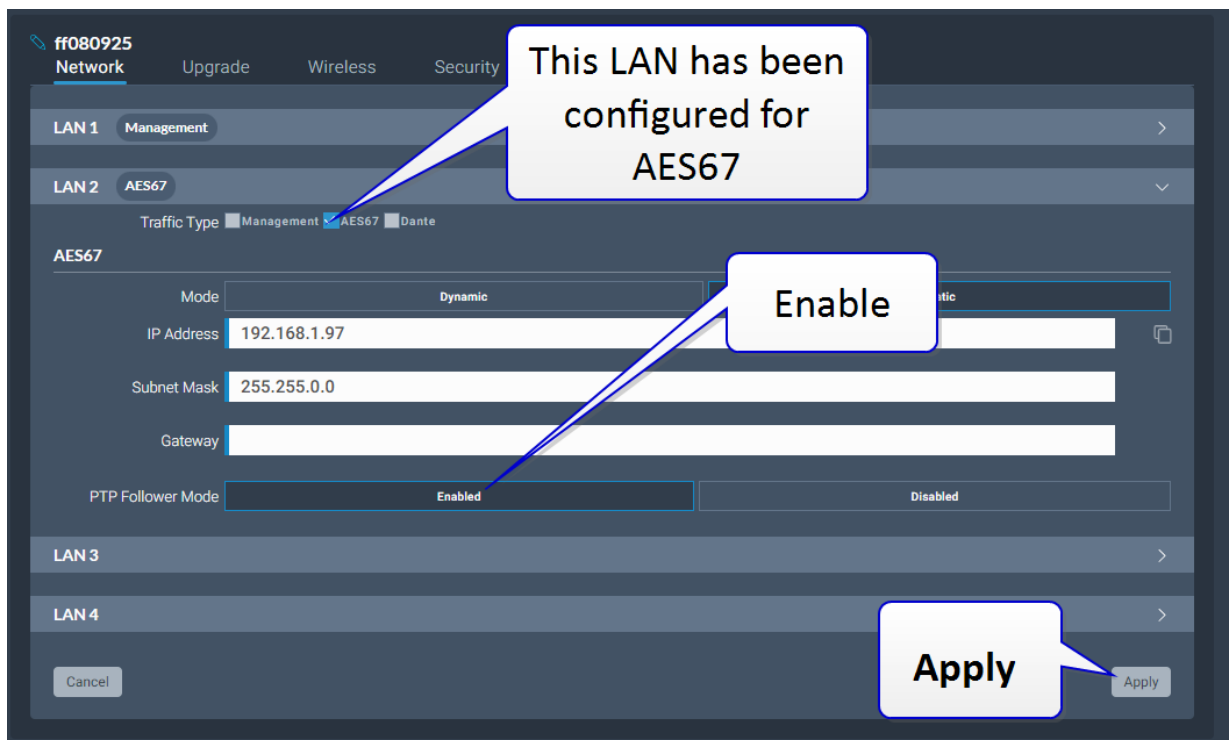 ff080925
Network Upgrade Wireless Security
This LAN has been
configured for
AES67
LAN 1 Management
LAN 2 AES67
Traffic Type Management AES67 Dante
AES67
Mode Dynamic
Enable
IP Address 192.168.1.97
Subnet Mask 255.255.0.0
Gateway
PTP Follower Mode Enabled Disabled
LAN 3
LAN 4
Apply
Cancel Apply